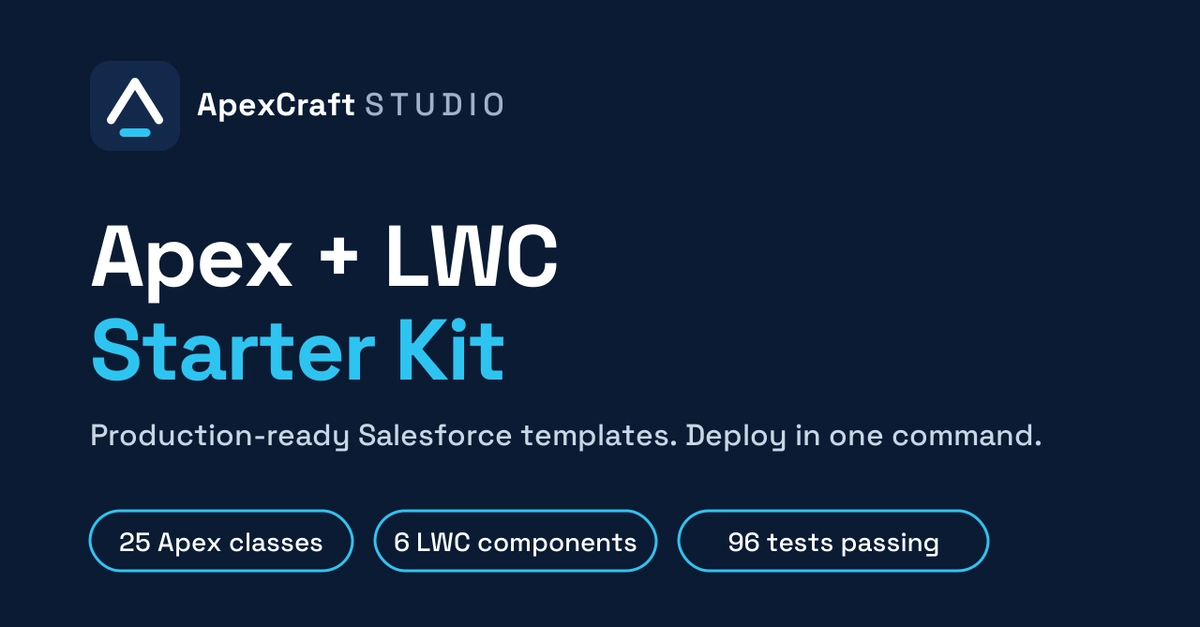 ApexCraft STUDIO
Apex + LWC
Starter Kit
Production-ready Salesforce templates. Deploy in one command.
25 Apex classes
6 LWC components
96 tests passing